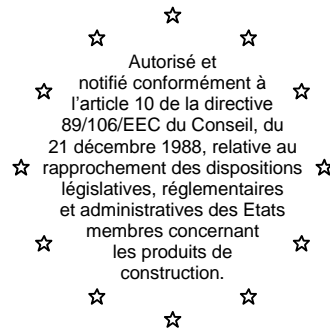 Autorisé et
notifié conformément à
l’article 10 de la directive
89/106/EEC du Conseil, du
21 décembre 1988, relative au
rapprochement des dispositions
législatives, réglementaires
et administratives des Etats
membres concernant
les produits de
construction.